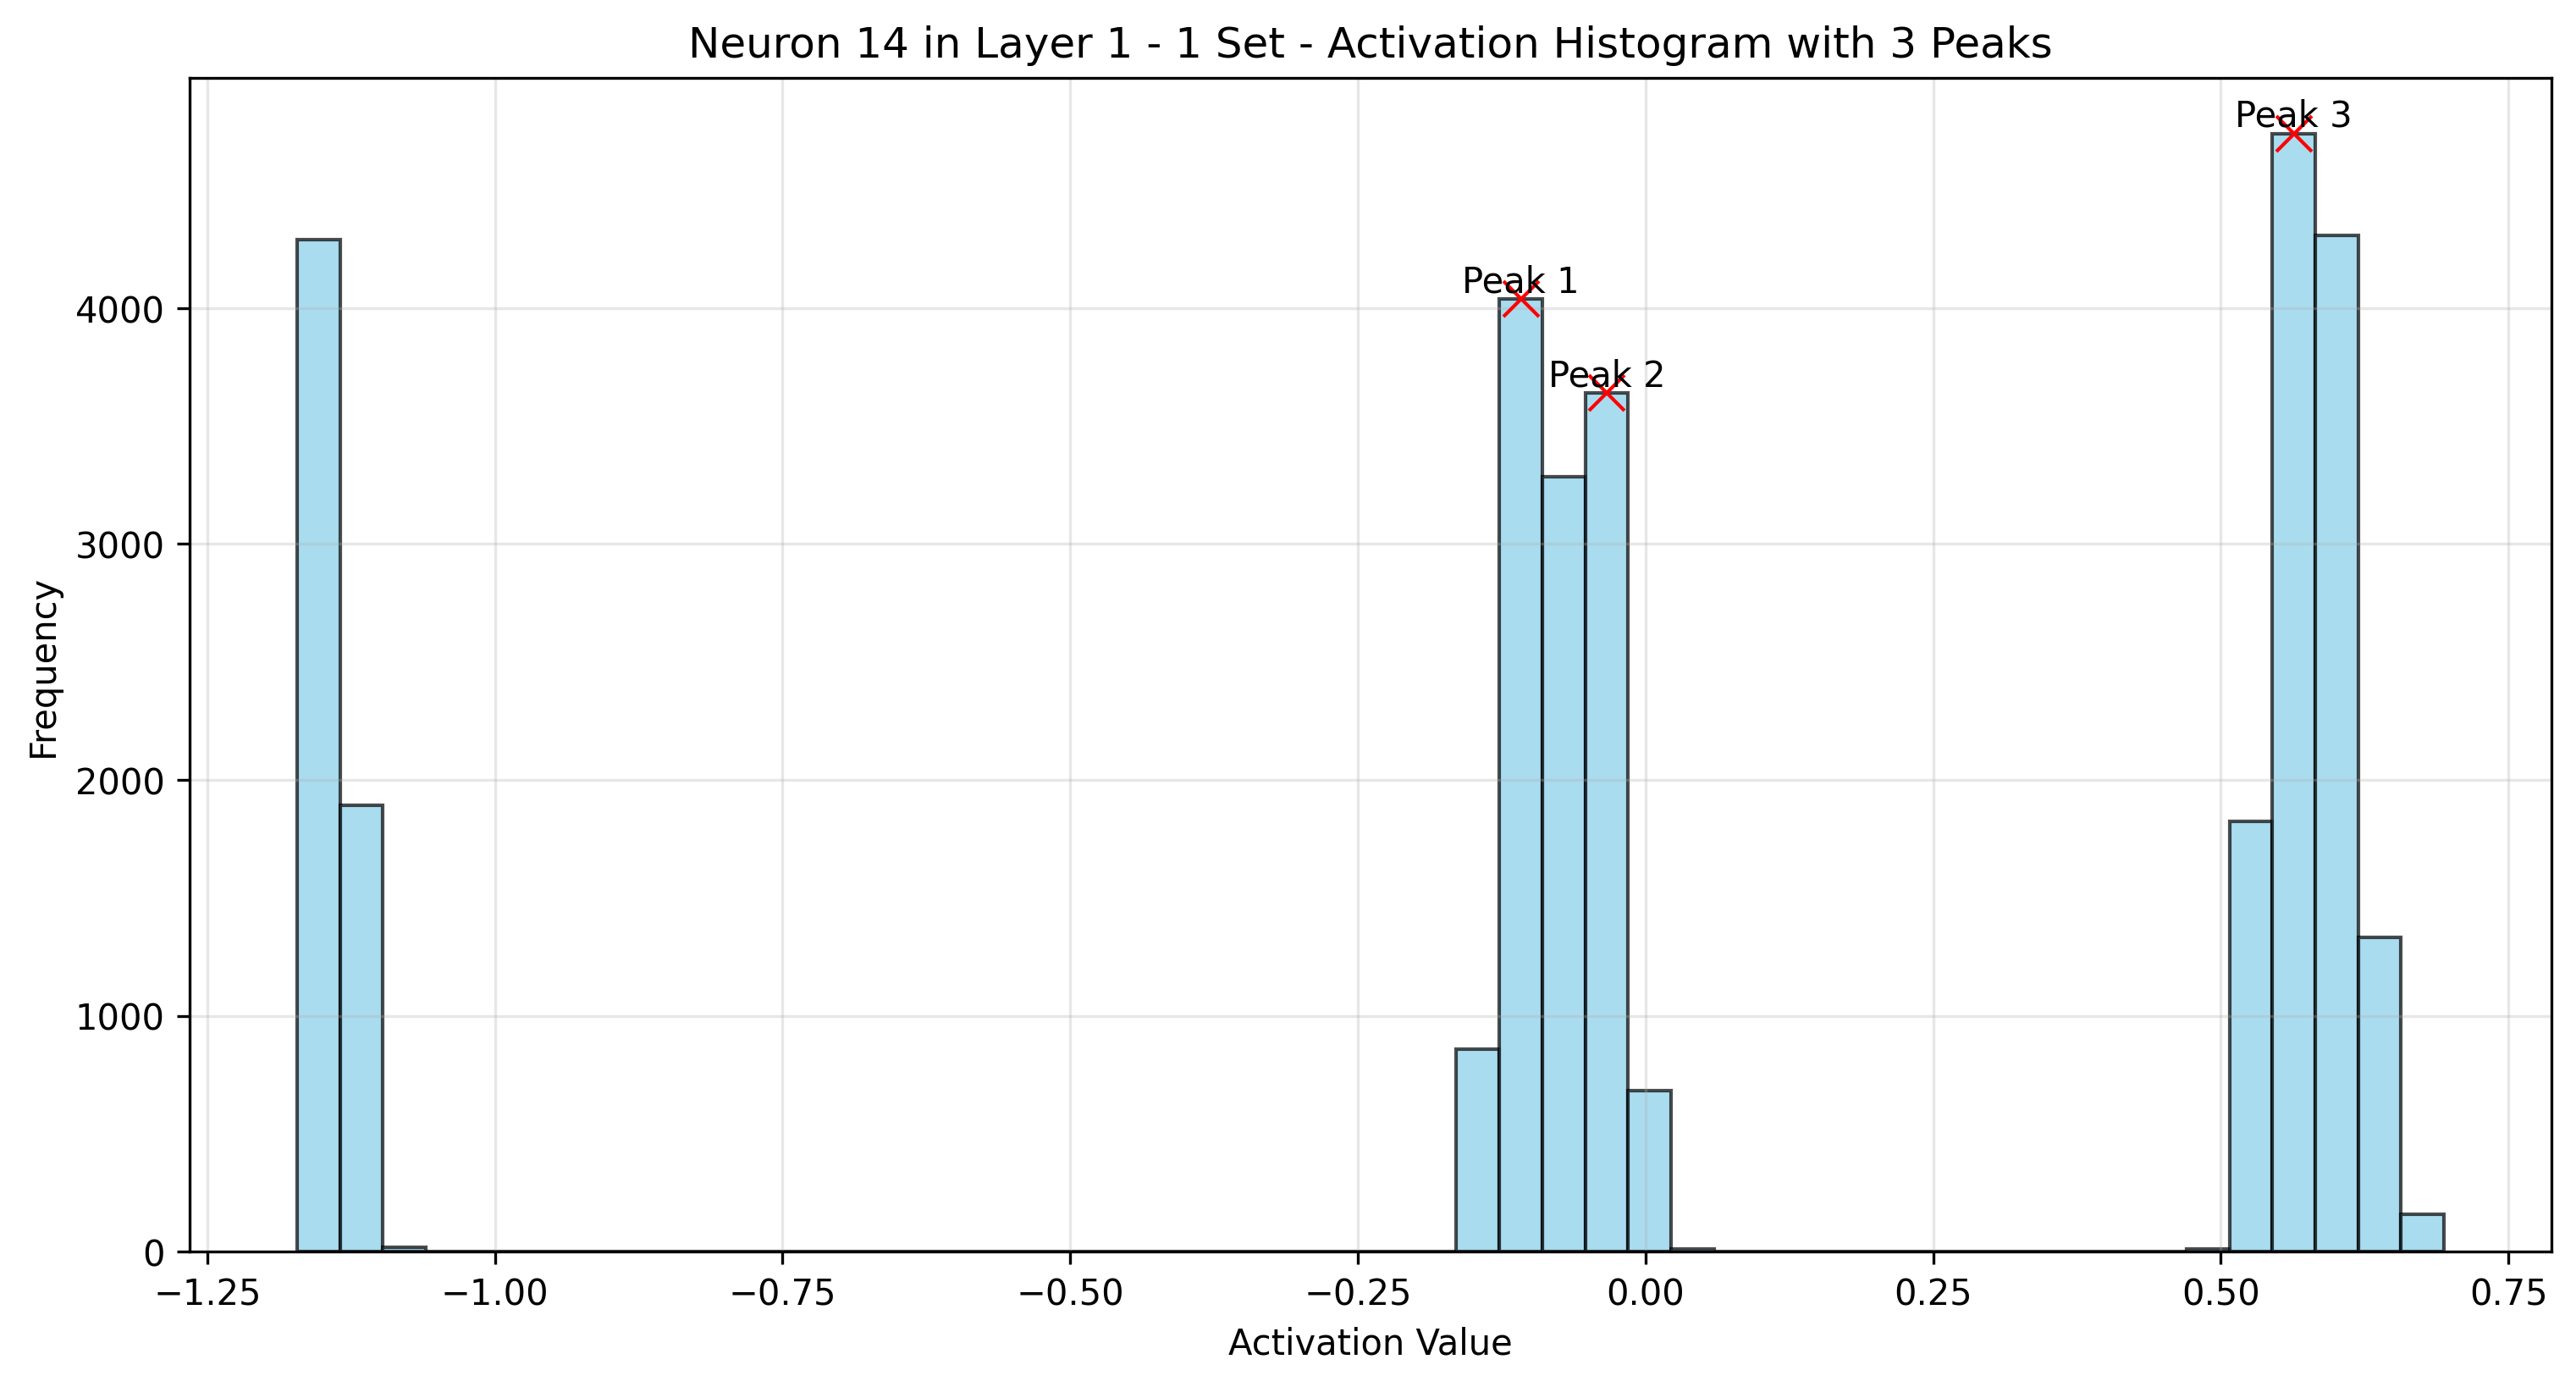 Neuron 14 in Layer 1 - 1 Set - Activation Histogram with 3 Peaks
Peak 3
Peak 1
Peak 2
4000
3000
2000
1000
0
Frequency
−1.25
−1.00
−0.75
−0.50
−0.25
0.00
0.25
0.50
0.75
Activation Value